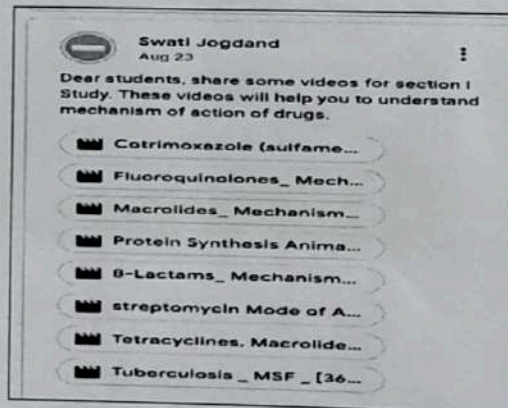 Swati Jogdand
Aug 23
Dear students, share some videos for section I
Study. These videos will help you to understand
mechanism of action of drugs.
Cotrimoxazole (sulfame...
Fluoroquinolones_ Mech...
Macrolides_ Mechanism...
Protein Synthesis Anima...
β-Lactams_ Mechanism...
streptomycin Mode of A...
Tetracyclines, Macrolide...
Tuberculosis _ MSF _ [36...